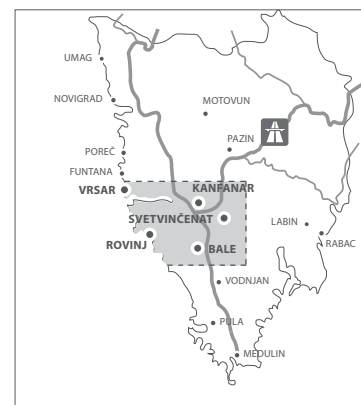 UMAG
NOVIGRAD
MOTOVUN
PAZIN
POREČ
FUNTANA
VRSAR
KANFANAR
SVETVINČENAT
LABIN
RABAC
ROVINJ
BALE
VODNJAN
PULA
MEDULIN